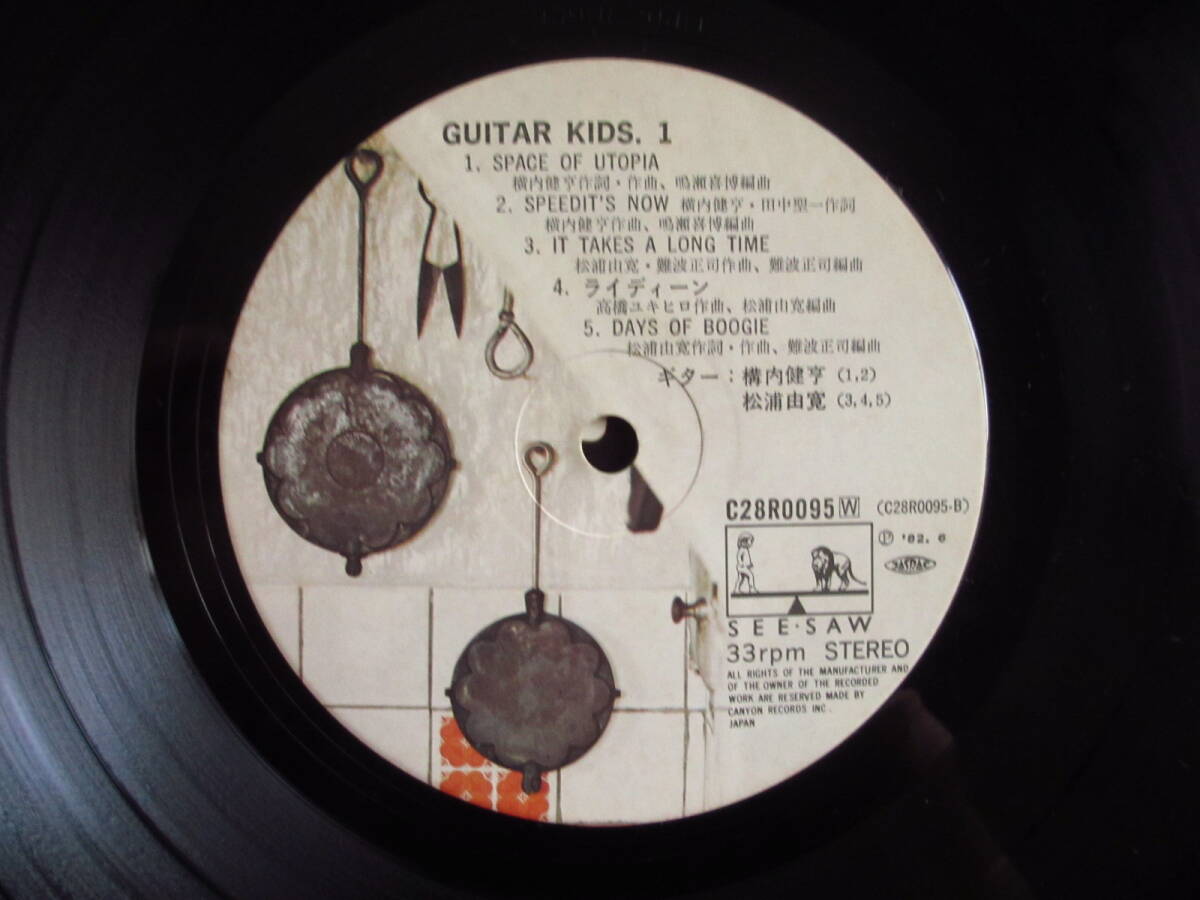 GUITAR KIDS. 1
1. SPACE OF UTOPIA
横内健亨作詞・作曲、鳴瀬喜博編曲
2. SPEEDIT'S NOW 横内健亨・田中聖一作詞
横内健亨作曲、鳴瀬喜博編曲
3. IT TAKES A LONG TIME
松浦由寛・難波正司作曲、難波正司編曲
4. ライディーン
高橋ユキヒロ作曲、松浦由寛編曲
5. DAYS OF BOOGIE
松浦由寛作詞・作曲、難波正司編曲
ギター：横内健亨 (1,2)
松浦由寛 (3,4,5)
C28R0095 W (C28R0095-B)
Ⓟ '82. 6
JASRAC
SEE・SAW
33rpm STEREO
ALL RIGHTS OF THE MANUFACTURER AND
OF THE OWNER OF THE RECORDED
WORK ARE RESERVED MADE BY
CANYON RECORDS INC.
JAPAN